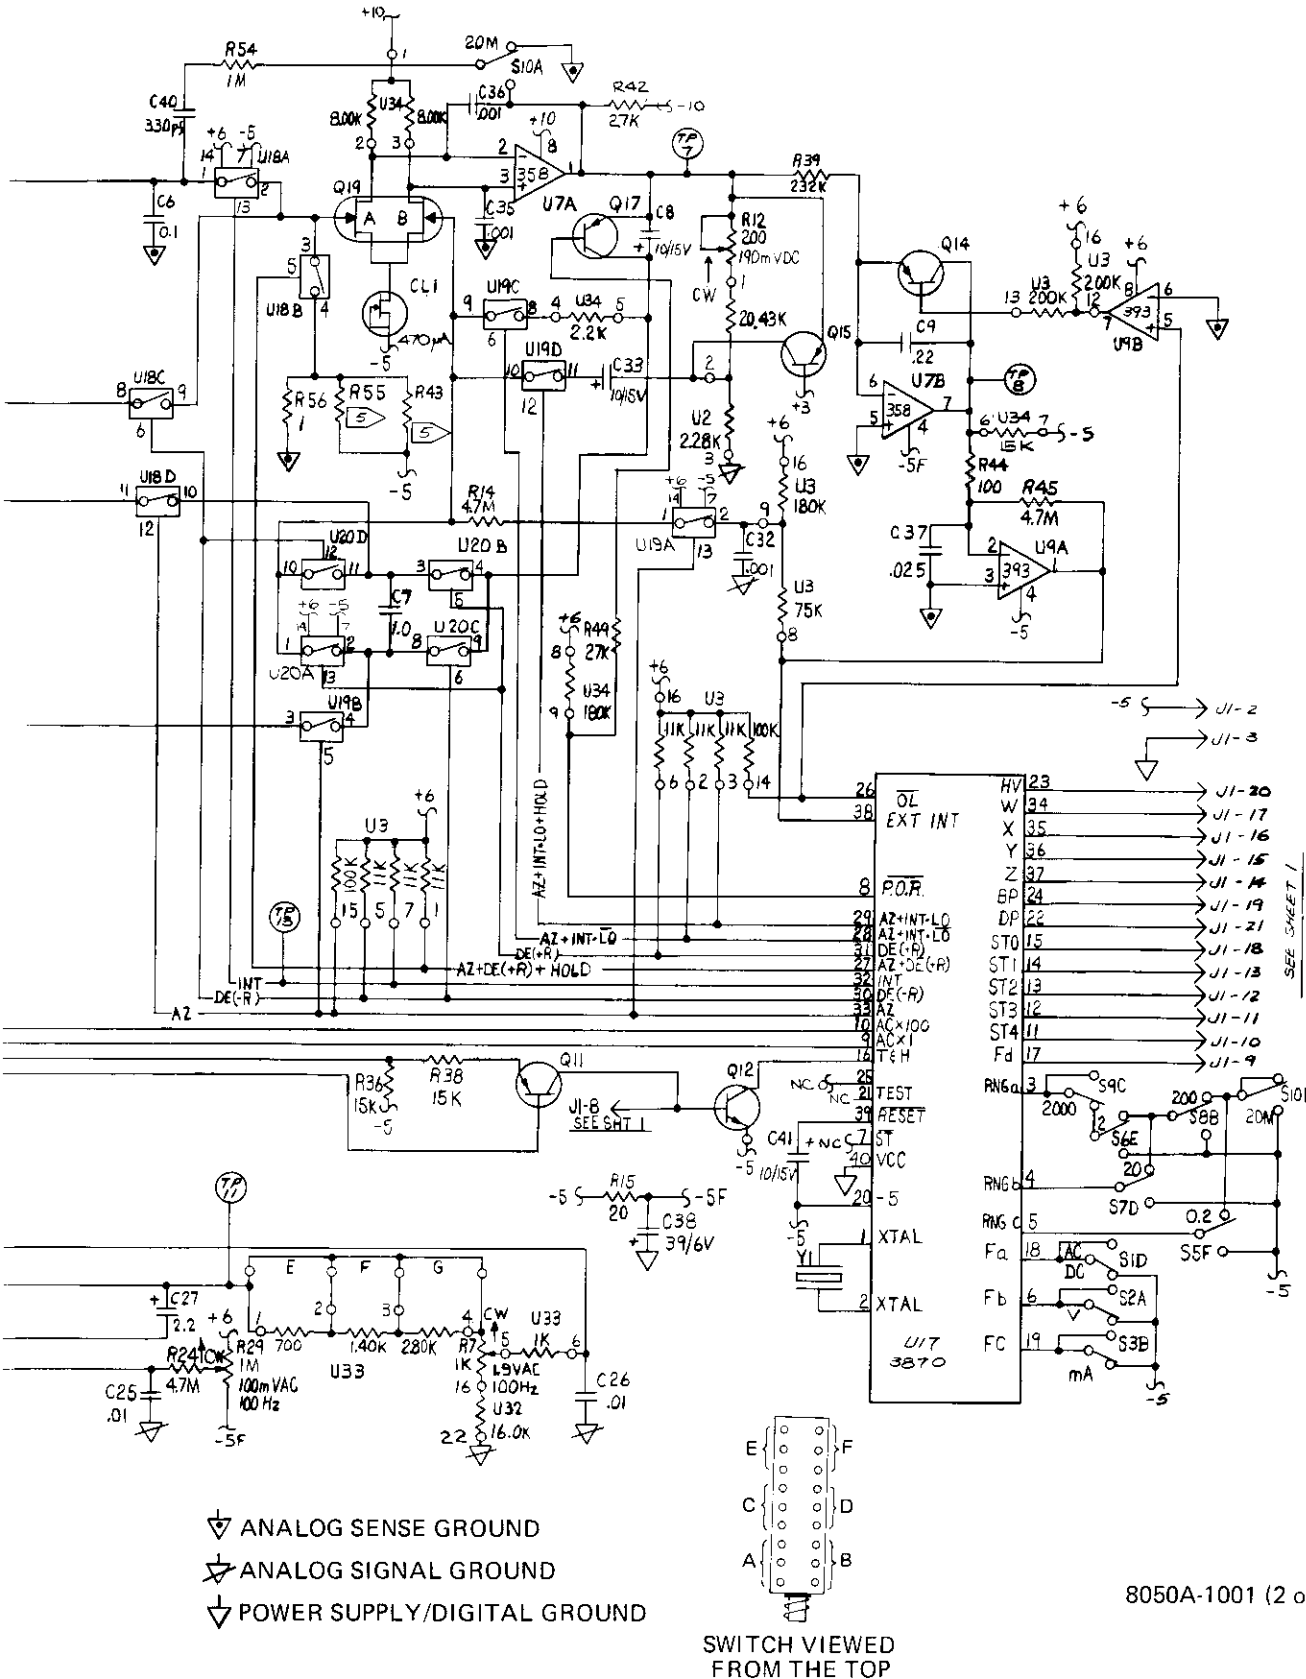 +10
R54
1M
20M
S10A
1
R42
27K
-10
C40
330pF
+6
-5
14
7
U18A
1
2
13
C6
0.1
8.00K
U34
8.00K
2
3
C36
.001
+10
8
2
3
358
1
U7A
TP
7
Q19
A
B
C35
.001
Q17
C8
+
10/15V
R39
232K
R12
200
190mVDC
CW
1
20.43K
Q14
+6
16
U3
200K
+6
U3
13
200K
12
8
6
7
393
5
U9B
3
5
4
U18B
CL1
470µA
-5
9
U19C
8
6
4
U34
5
2.2K
U19D
10
11
12
C33
+
10/15V
2
Q15
+3
C9
.22
U7B
6
5
358
7
4
-5F
TP
8
U34
6
7
15K
-5
R44
100
R45
4.7M
U18C
8
9
6
R56
1
R55
5
R43
5
-5
U2
2.28K
3
+6
16
U3
180K
U18D
11
10
12
R14
4.7M
+6
-5
14
7
1
2
U19A
13
9
C32
.001
C37
.025
2
3
393
U9A
1
4
-5
U20D
12
10
11
U20B
3
4
5
C7
1.0
+6
-5
14
7
1
2
U20A
13
8
U20C
9
6
U3
75K
8
U19B
3
4
5
+6
8
R49
27K
U34
180K
9
+6
16
U3
11K
11K
11K
100K
6
2
3
14
-5
J1-2
J1-3
+6
U3
100K
11K
11K
11K
15
5
7
1
TP
13
AZ+INT·LO+HOLD
AZ+INT·LO
DE(+R)
AZ+DE(+R)+HOLD
INT
DE(-R)
AZ
26 OL
38 EXT INT
8 P.O.R.
29 AZ+INT·LO
28 AZ+INT·LO
31 DE(+R)
27 AZ+DE(+R)
32 INT
30 DE(-R)
33 AZ
10 AC×100
9 AC×1
16 T&H
NC 25
NC 21 TEST
39 RESET
NC 7 ST
40 VCC
20 -5
1 XTAL
2 XTAL
U17
3870
HV 23 J1-20
W 34 J1-17
X 35 J1-16
Y 36 J1-15
Z 37 J1-14
BP 24 J1-19
DP 22 J1-21
ST0 15 J1-18
ST1 14 J1-13
ST2 13 J1-12
ST3 12 J1-11
ST4 11 J1-10
Fd 17 J1-9
SEE SHEET 1
RNGa 3
S9C
2000
2
S6E
200
S8B
S10F
20M
RNGb 4
20
S7D
RNG c 5
0.2
S5F
-5
Fa 18
AC
DC
S1D
Fb 6
V
S2A
FC 19
mA
S3B
-5
R36
15K
-5
R38
15K
Q11
J1-8
SEE SHT 1
Q12
-5
C41
+
10/15V
-5
Y1
-5
R15
20
-5F
C38
+
39/6V
TP
11
E
F
G
+
C27
2.2
+6
1
2
3
4
700
1.40K
2.80K
U33
CW
R24
4.7M
CW
R29
1M
100mVAC
100Hz
-5F
C25
.01
R7
1K
5
U33
1K
6
1.9VAC
100Hz
16
U32
16.0K
22
C26
.01
ANALOG SENSE GROUND
ANALOG SIGNAL GROUND
POWER SUPPLY/DIGITAL GROUND
E
F
C
D
A
B
SWITCH VIEWED
FROM THE TOP
8050A-1001 (2 o